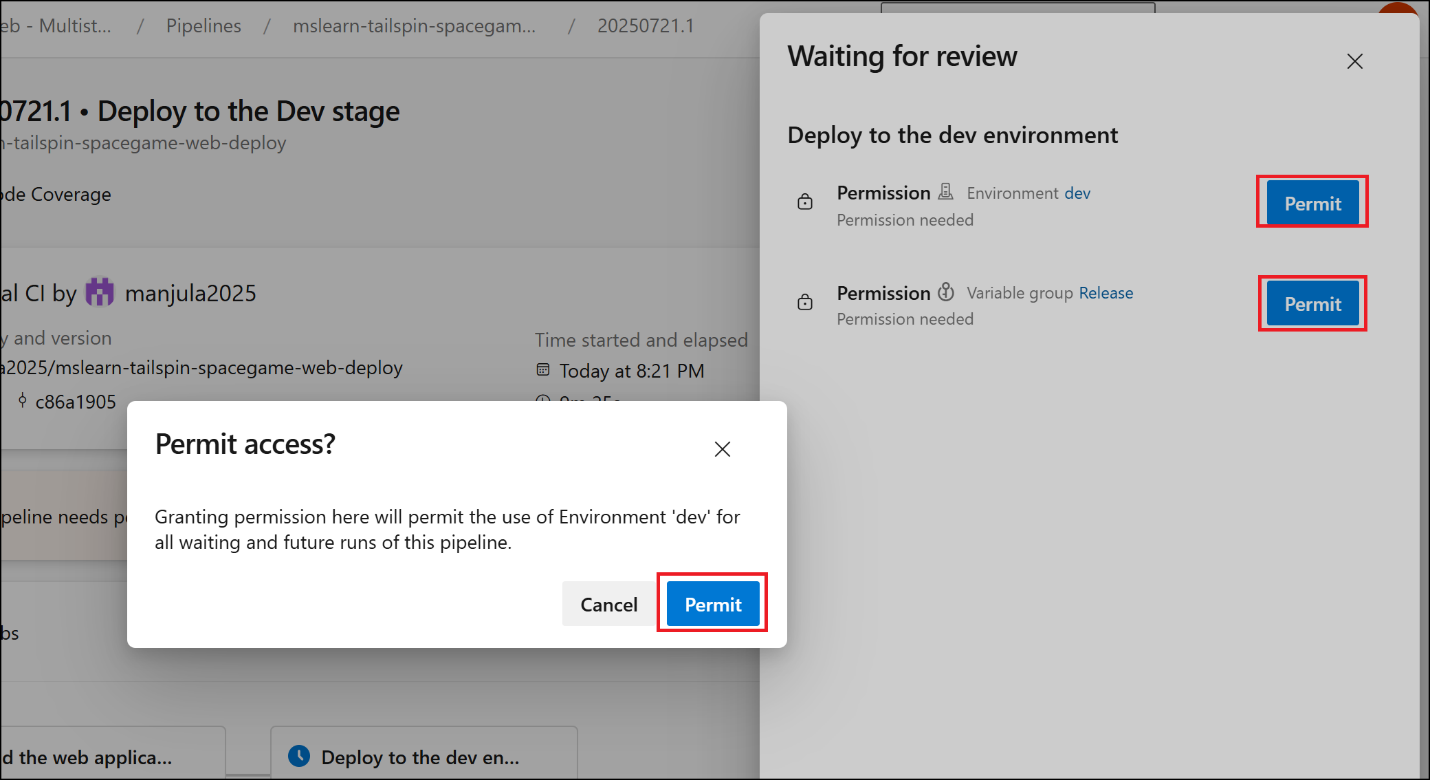 eb - Multist... / Pipelines / mslearn-tailspin-spacegam... / 20250721.1
0721.1 • Deploy to the Dev stage
n-tailspin-spacegame-web-deploy
ode Coverage
al CI by manjula2025
y and version
a2025/mslearn-tailspin-spacegame-web-deploy
c86a1905
Time started and elapsed
Today at 8:21 PM
peline needs
bs
d the web applica...
Deploy to the dev en...
Waiting for review
Deploy to the dev environment
Permission Environment dev
Permission needed
Permit
Permission Variable group Release
Permission needed
Permit
Permit access?
Granting permission here will permit the use of Environment 'dev' for
all waiting and future runs of this pipeline.
Cancel
Permit